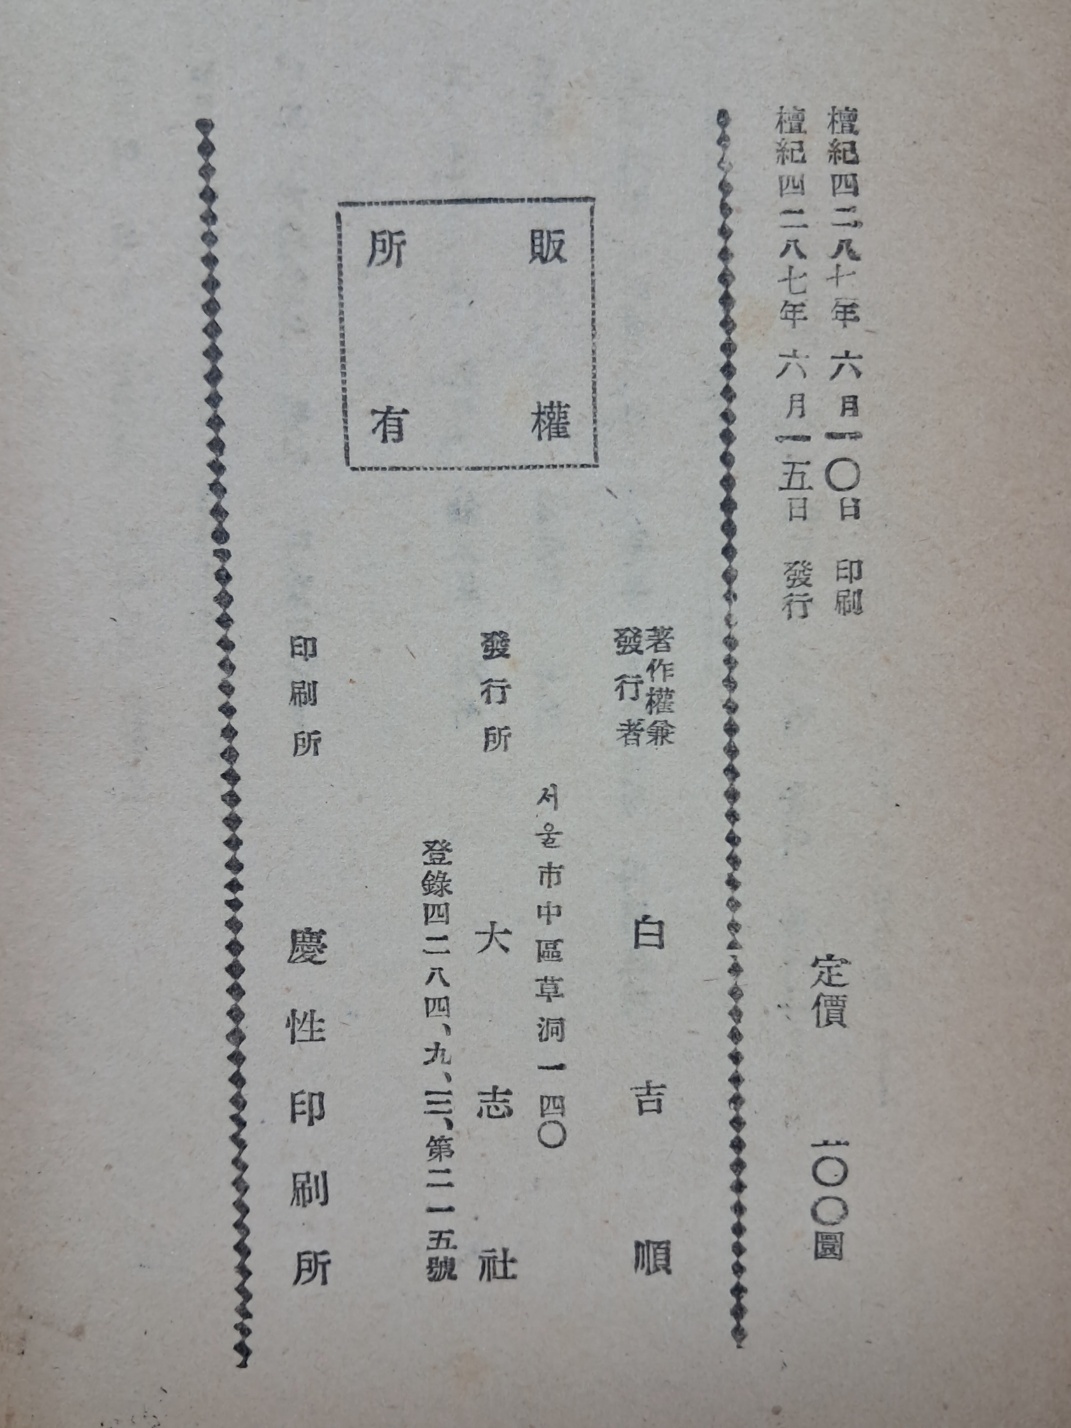 檀紀四二八七年 六月一〇日 印刷
檀紀四二八七年 六月一五日 發行
定價 一〇〇圜
販權
所有
著作權兼
發行者
白吉順
서울市中區草洞一四〇
發行所 大志社
登錄四二八四、九、三、第二一五號
印刷所 慶性印刷所